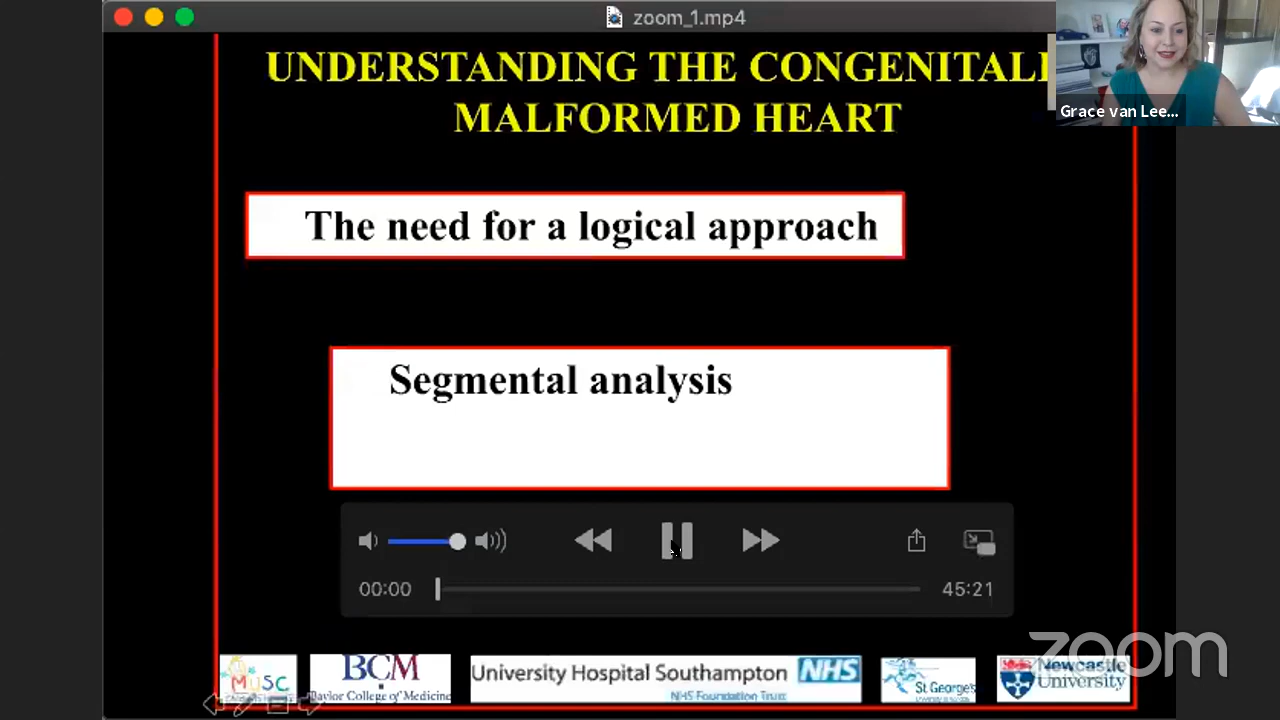 zoom_1.mp4
UNDERSTANDING THE CONGENITALL
MALFORMED HEART
Grace van Lee...
The need for a logical approach
Segmental analysis
00:00
45:21
MUSC
BCM
Baylor College of Medicine
University Hospital Southampton NHS
NHS Foundation Trust
St George's
Newcastle
University
zoom